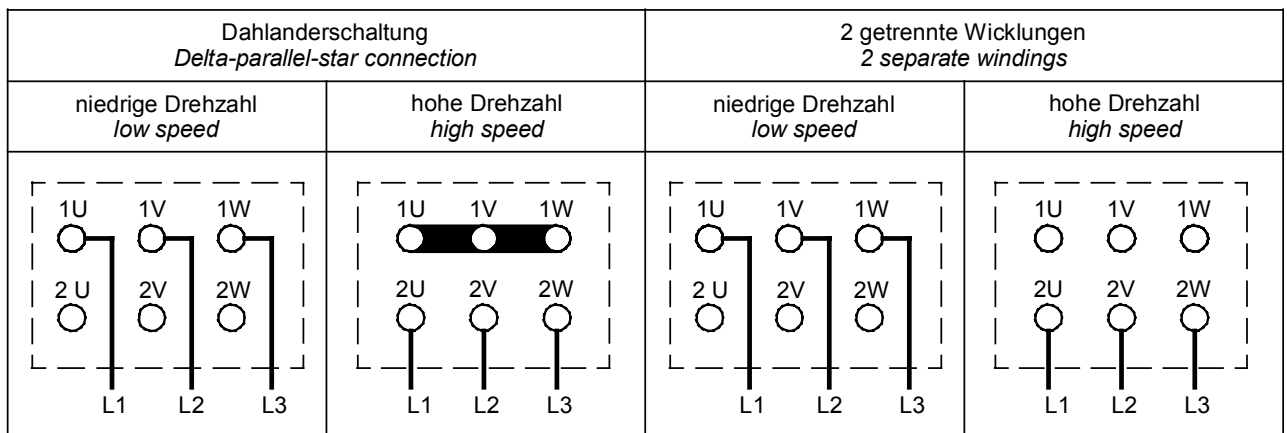 Dahlanderschaltung
Delta-parallel-star connection
2 getrennte Wicklungen
2 separate windings
niedrige Drehzahl
low speed
hohe Drehzahl
high speed
niedrige Drehzahl
low speed
hohe Drehzahl
high speed
1U 1V 1W
2 U 2V 2W
L1 L2 L3
1U 1V 1W
2U 2V 2W
L1 L2 L3
1U 1V 1W
2 U 2V 2W
L1 L2 L3
1U 1V 1W
2U 2V 2W
L1 L2 L3